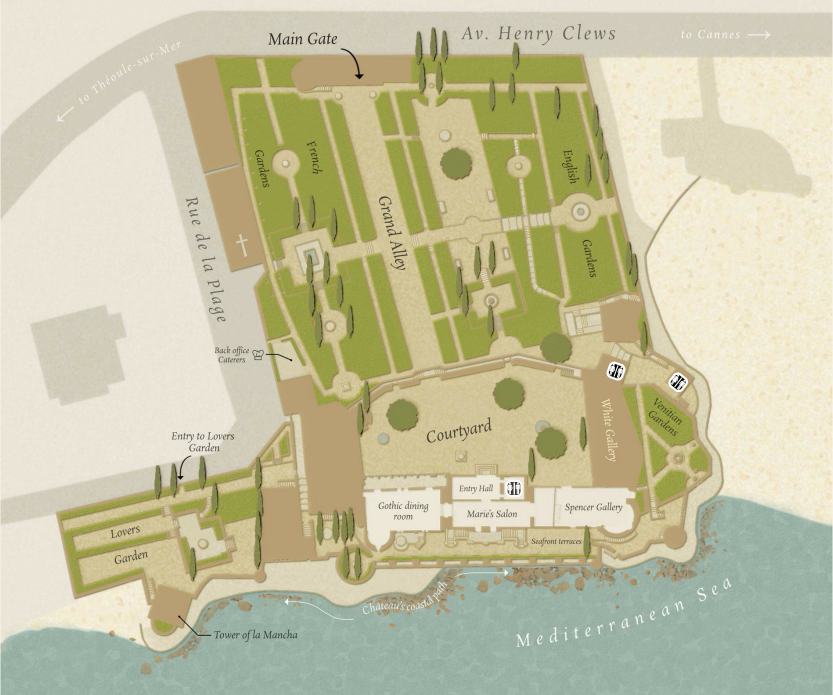 Av. Henry Clews
to Cannes →
Main Gate
← to Théoule-sur-Mer
French
Gardens
English
Gardens
Grand Alley
Rue de la Plage
Back office
Caterers
Venitian
Gardens
White Gallery
Courtyard
Entry to Lovers
Garden
Entry Hall
Gothic dining
room
Marie's Salon
Spencer Gallery
Seafront terraces
Lovers
Garden
Château's coastal path
Mediterranean Sea
Tower of la Mancha